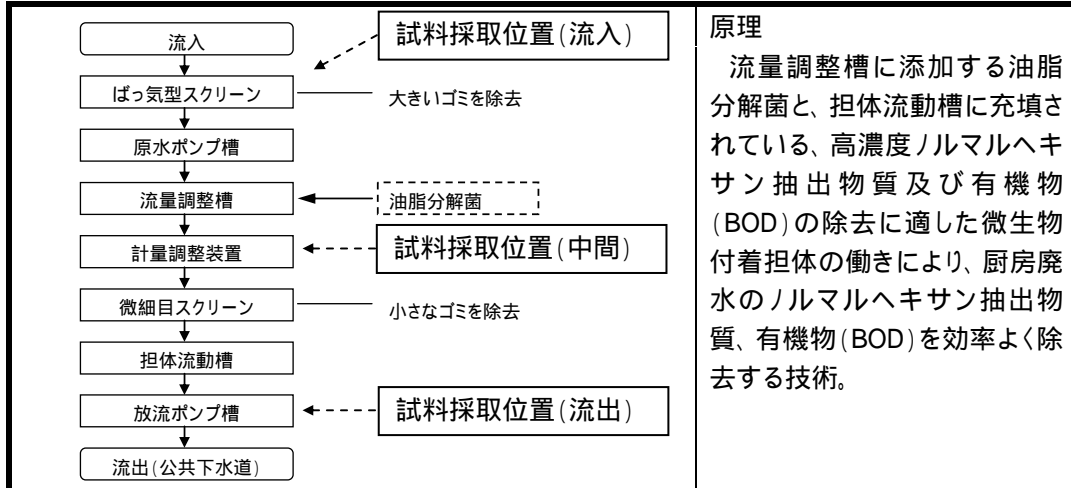 流入
試料採取位置(流入)
ばっ気型スクリーン
大きいゴミを除去
原水ポンプ槽
流量調整槽
油脂分解菌
計量調整装置
試料採取位置(中間)
微細目スクリーン
小さなゴミを除去
担体流動槽
放流ポンプ槽
試料採取位置(流出)
流出(公共下水道)
原理
流量調整槽に添加する油脂
分解菌と、担体流動槽に充填さ
れている、高濃度ノルマルヘキ
サン抽出物質及び有機物
(BOD)の除去に適した微生物
付着担体の働きにより、厨房廃
水のノルマルヘキサン抽出物
質、有機物(BOD)を効率よく除
去する技術。